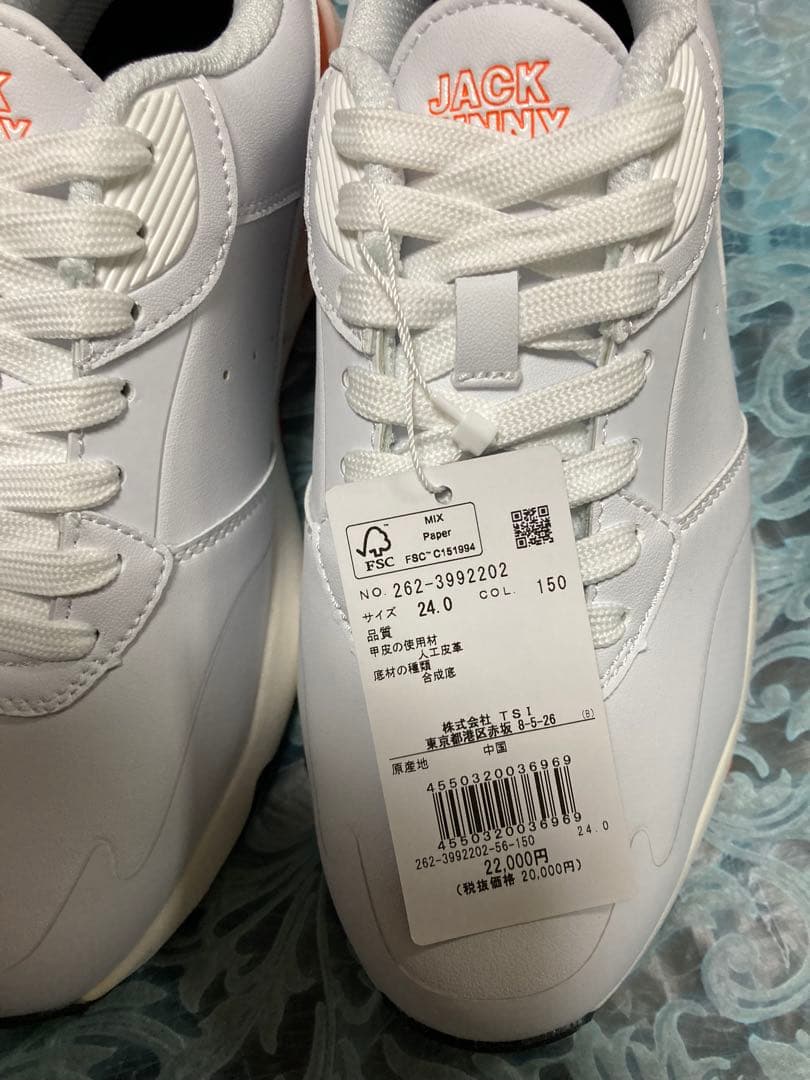 JACK
MIX
Paper
FSC™ C151994
FSC™
NO. 262-3992202
サイズ 24.0 COL. 150
品質
甲皮の使用材
人工皮革
底材の種類
合成底
株式会社 TSI
東京都港区赤坂 8-5-26 (B)
原産地 中国
4550320036969
4550320036969
24.0
262-3992202-56-150
22,000円
(税抜価格 20,000円)